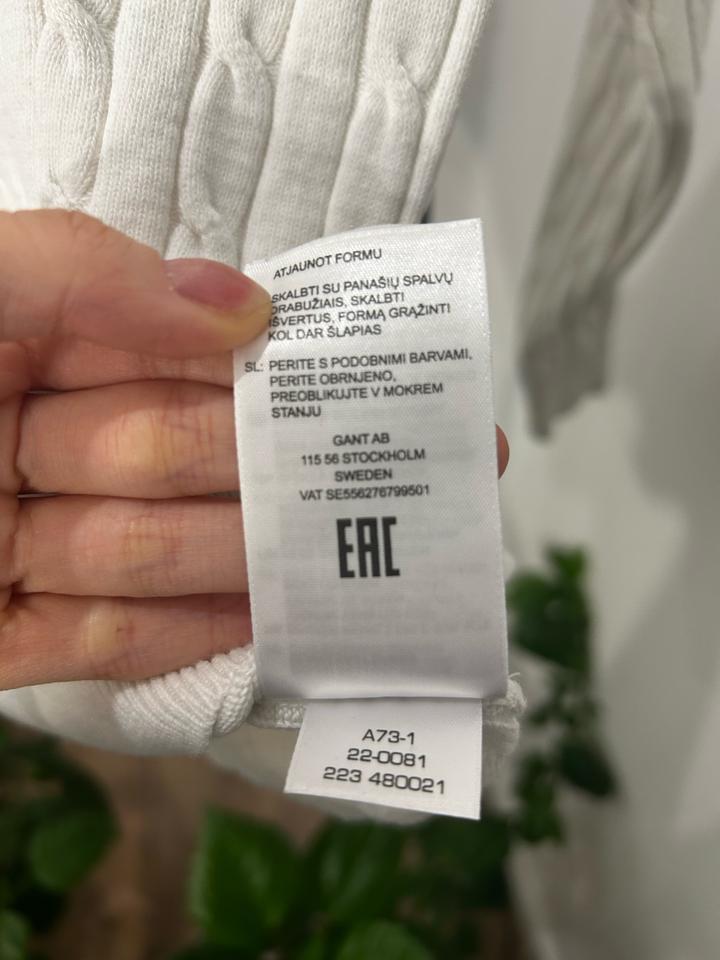 ATJAUNOT FORMU
SKALBTI SU PANAŠIŲ SPALVŲ
DRABUŽIAIS, SKALBTI
IŠVERTUS, FORMĄ GRĄŽINTI
KOL DAR ŠLAPIAS
SL: PERITE S PODOBNIMI BARVAMI,
PERITE OBRNJENO,
PREOBLIKUJTE V MOKREM
STANJU
GANT AB
115 56 STOCKHOLM
SWEDEN
VAT SE556276799501
EAC
A73-1
22-0081
223 480021